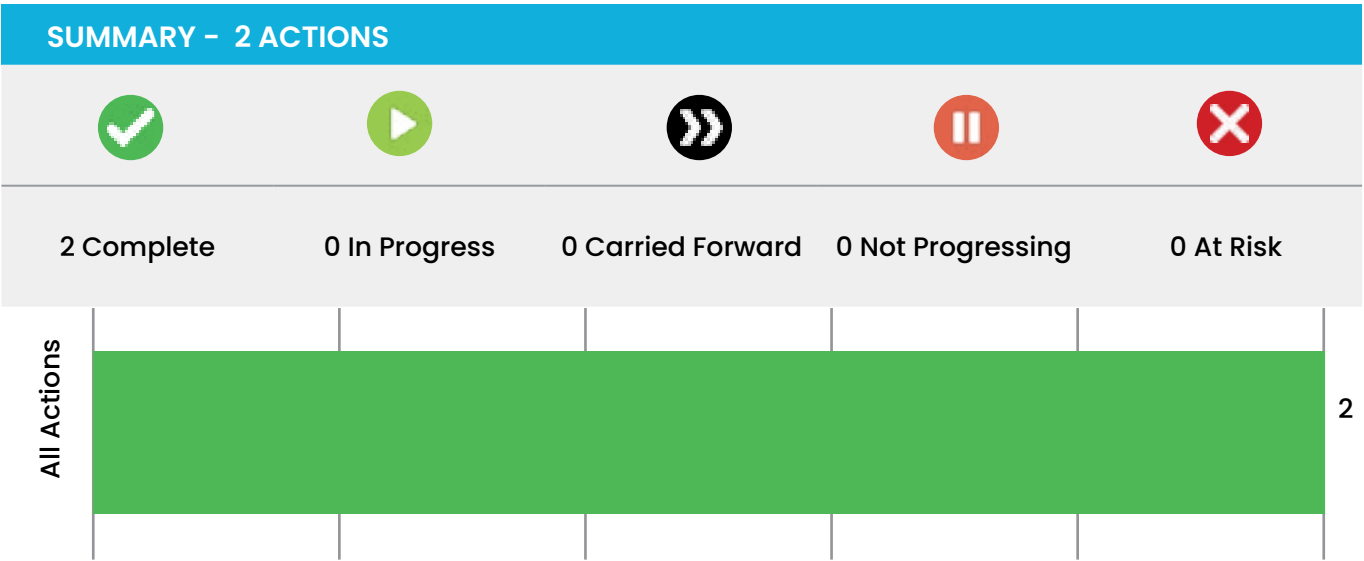 SUMMARY - 2 ACTIONS
2 Complete 0 In Progress 0 Carried Forward 0 Not Progressing 0 At Risk
All Actions
2